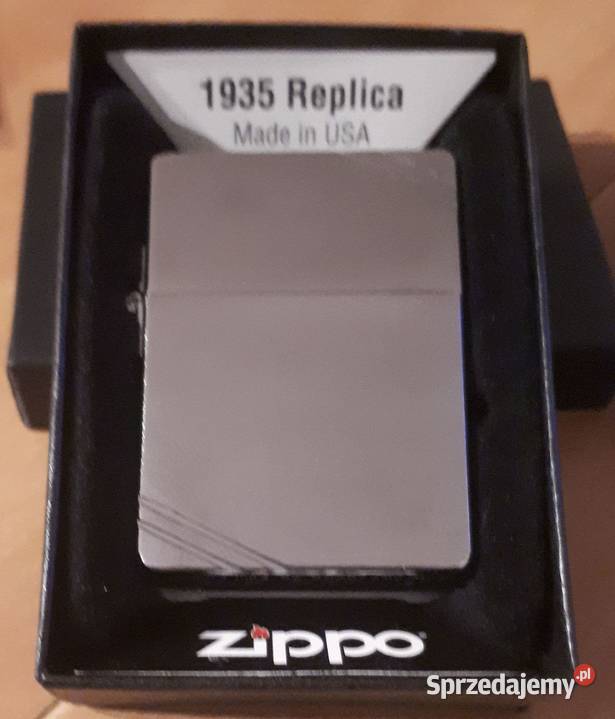 1935 Replica
Made in USA
zippo
Sprzedajemy.pl